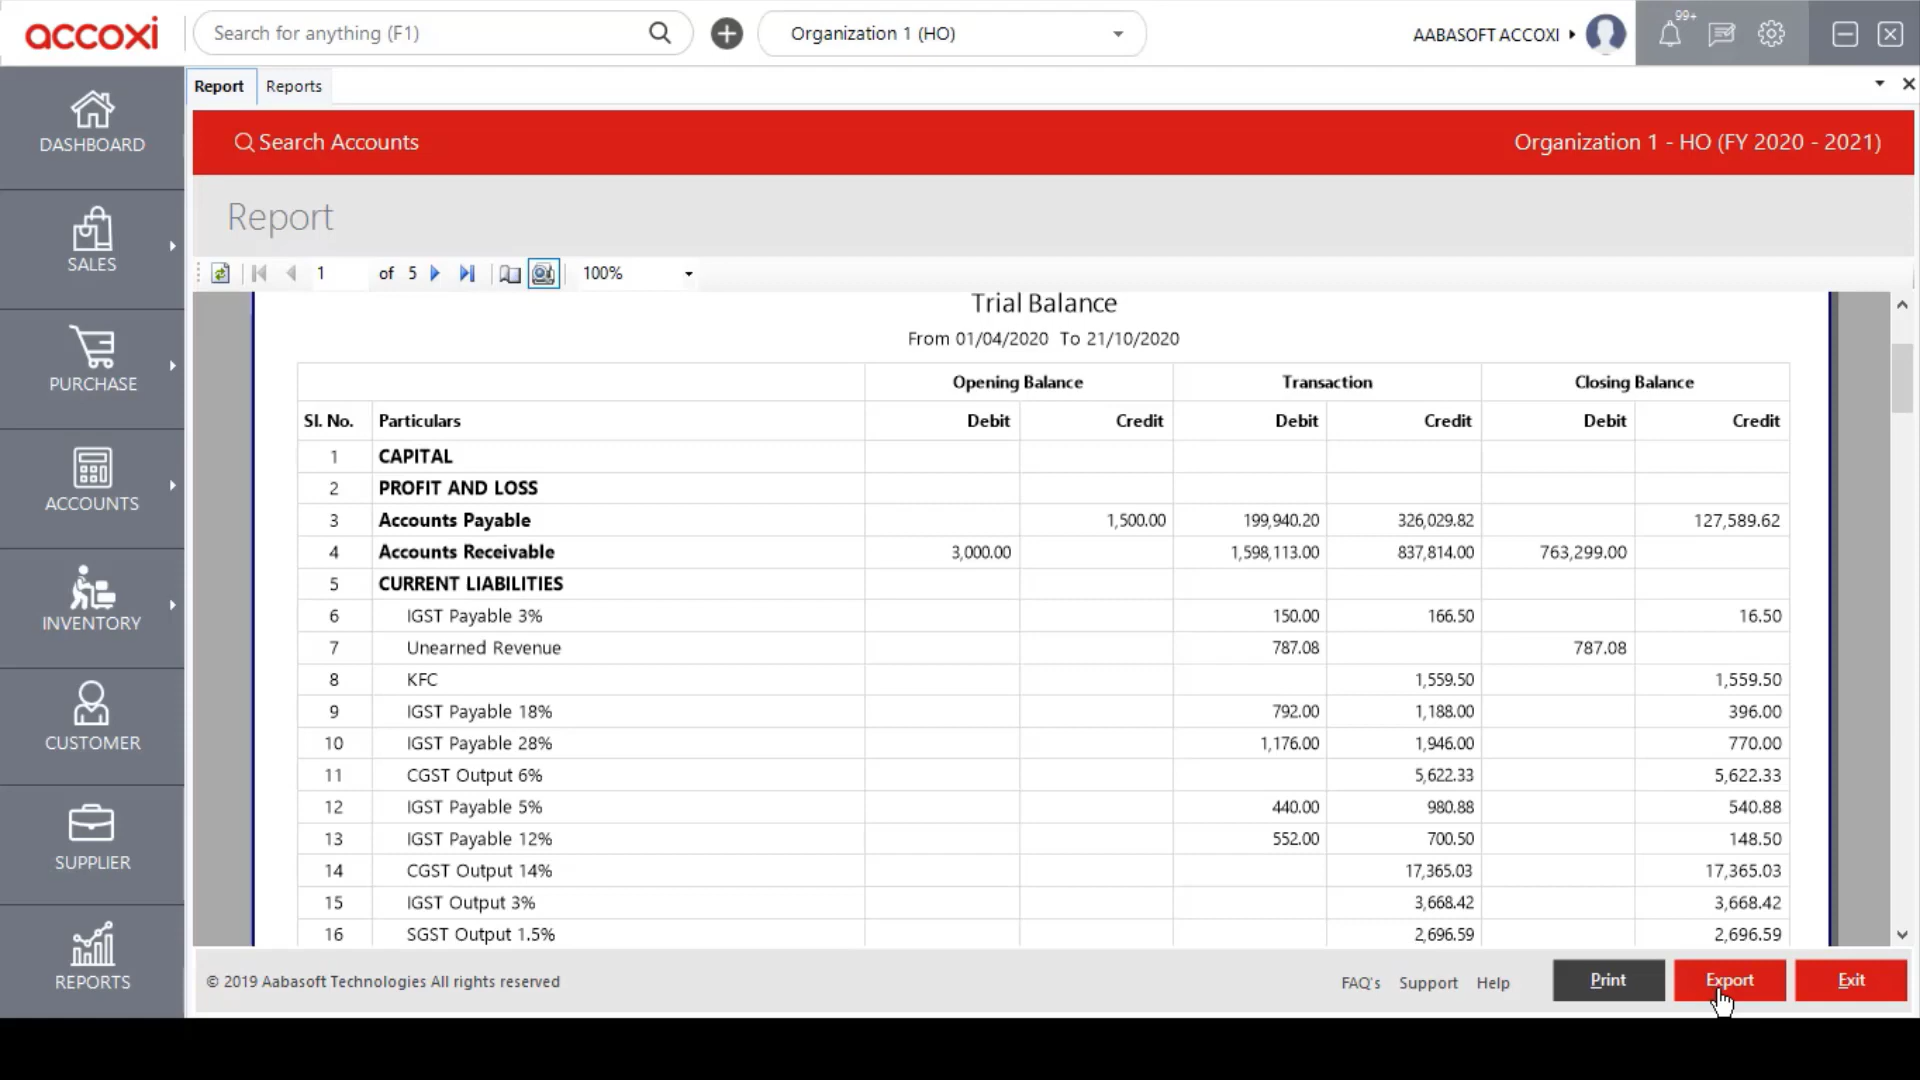 accoxi
Search for anything (F1)
Organization 1 (HO)
AABASOFT ACCOXI
99+
Report Reports
Search Accounts
Organization 1 - HO (FY 2020 - 2021)
Report
1 of 5 100%
Trial Balance
From 01/04/2020 To 21/10/2020
Opening Balance Transaction Closing Balance
Sl. No. Particulars Debit Credit Debit Credit Debit Credit
1 CAPITAL
2 PROFIT AND LOSS
3 Accounts Payable 1,500.00 199,940.20 326,029.82 127,589.62
4 Accounts Receivable 3,000.00 1,598,113.00 837,814.00 763,299.00
5 CURRENT LIABILITIES
6 IGST Payable 3% 150.00 166.50 16.50
7 Unearned Revenue 787.08 787.08
8 KFC 1,559.50 1,559.50
9 IGST Payable 18% 792.00 1,188.00 396.00
10 IGST Payable 28% 1,176.00 1,946.00 770.00
11 CGST Output 6% 5,622.33 5,622.33
12 IGST Payable 5% 440.00 980.88 540.88
13 IGST Payable 12% 552.00 700.50 148.50
14 CGST Output 14% 17,365.03 17,365.03
15 IGST Output 3% 3,668.42 3,668.42
16 SGST Output 1.5% 2,696.59 2,696.59
DASHBOARD
SALES
PURCHASE
ACCOUNTS
INVENTORY
CUSTOMER
SUPPLIER
REPORTS
© 2019 Aabasoft Technologies All rights reserved
FAQ's Support Help Print Export Exit